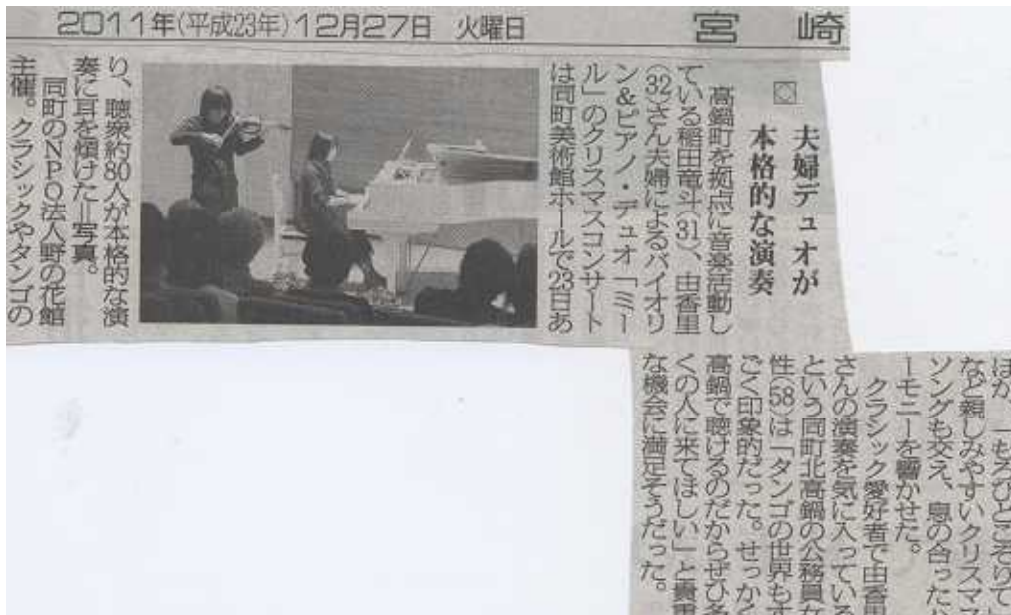 2011年(平成23年)12月27日 火曜日 宮崎
◇ 夫婦デュオが
本格的な演奏
高鍋町を拠点に音楽活動し
ている稲田竜斗(31)、由香里
(32)さん夫婦によるバイオリ
ン&ピアノ・デュオ「ミー
ル」のクリスマスコンサート
は同町美術館ホールで23日あ
り、聴衆約80人が本格的な演
奏に耳を傾けた=写真。
同町のNPO法人野の花館
主催。クラシックやタンゴの
ほか、「もろびとこぞりて
など親しみやすいクリスマ
ソングも交え、息の合った
ーモニーを響かせた。
クラシック愛好者で由香
さんの演奏を気に入っている
という同町北高鍋の公務員
性(58)は「タンゴの世界もす
ごく印象的だった。せっかく
高鍋で聴けるのだからぜひ多
くの人に来てほしい」と貴重
な機会に満足そうだった。